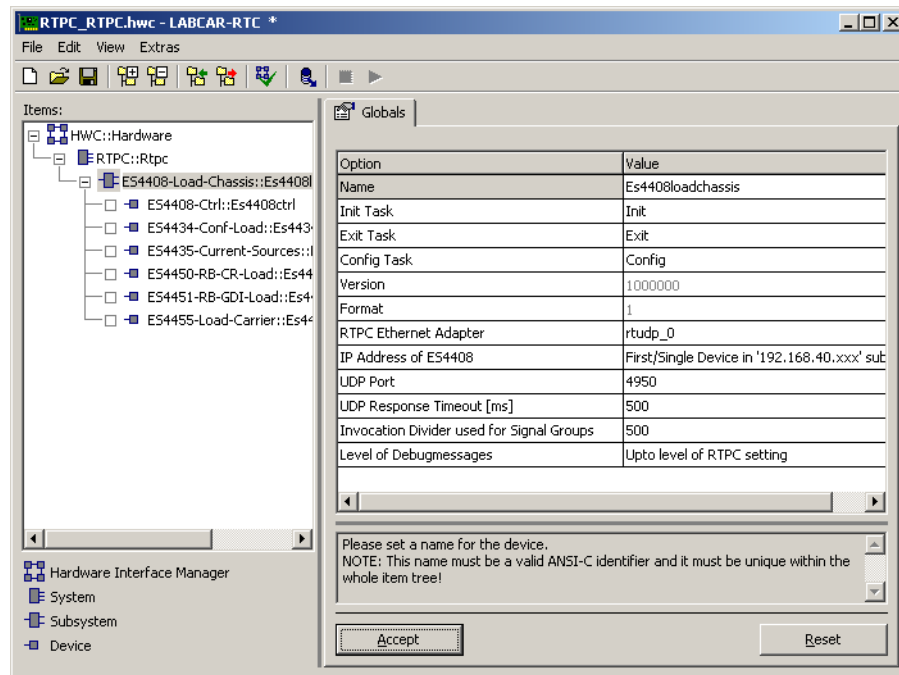 RTPC_RTPC.hwc - LABCAR-RTC *
File Edit View Extras
Items:
HWC::Hardware
RTPC::Rtpc
ES4408-Load-Chassis::Es4408l
ES4408-Ctrl::Es4408ctrl
ES4434-Conf-Load::Es443
ES4435-Current-Sources::
ES4450-RB-CR-Load::Es44
ES4451-RB-GDI-Load::Es4
ES4455-Load-Carrier::Es44
Hardware Interface Manager
System
Subsystem
Device
Globals
Option Value
Name Es4408loadchassis
Init Task Init
Exit Task Exit
Config Task Config
Version 1000000
Format 1
RTPC Ethernet Adapter rtudp_0
IP Address of ES4408 First/Single Device in '192.168.40.xxx' sub
UDP Port 4950
UDP Response Timeout [ms] 500
Invocation Divider used for Signal Groups 500
Level of Debugmessages Upto level of RTPC setting
Please set a name for the device.
NOTE: This name must be a valid ANSI-C identifier and it must be unique within the
whole item tree!
Accept Reset